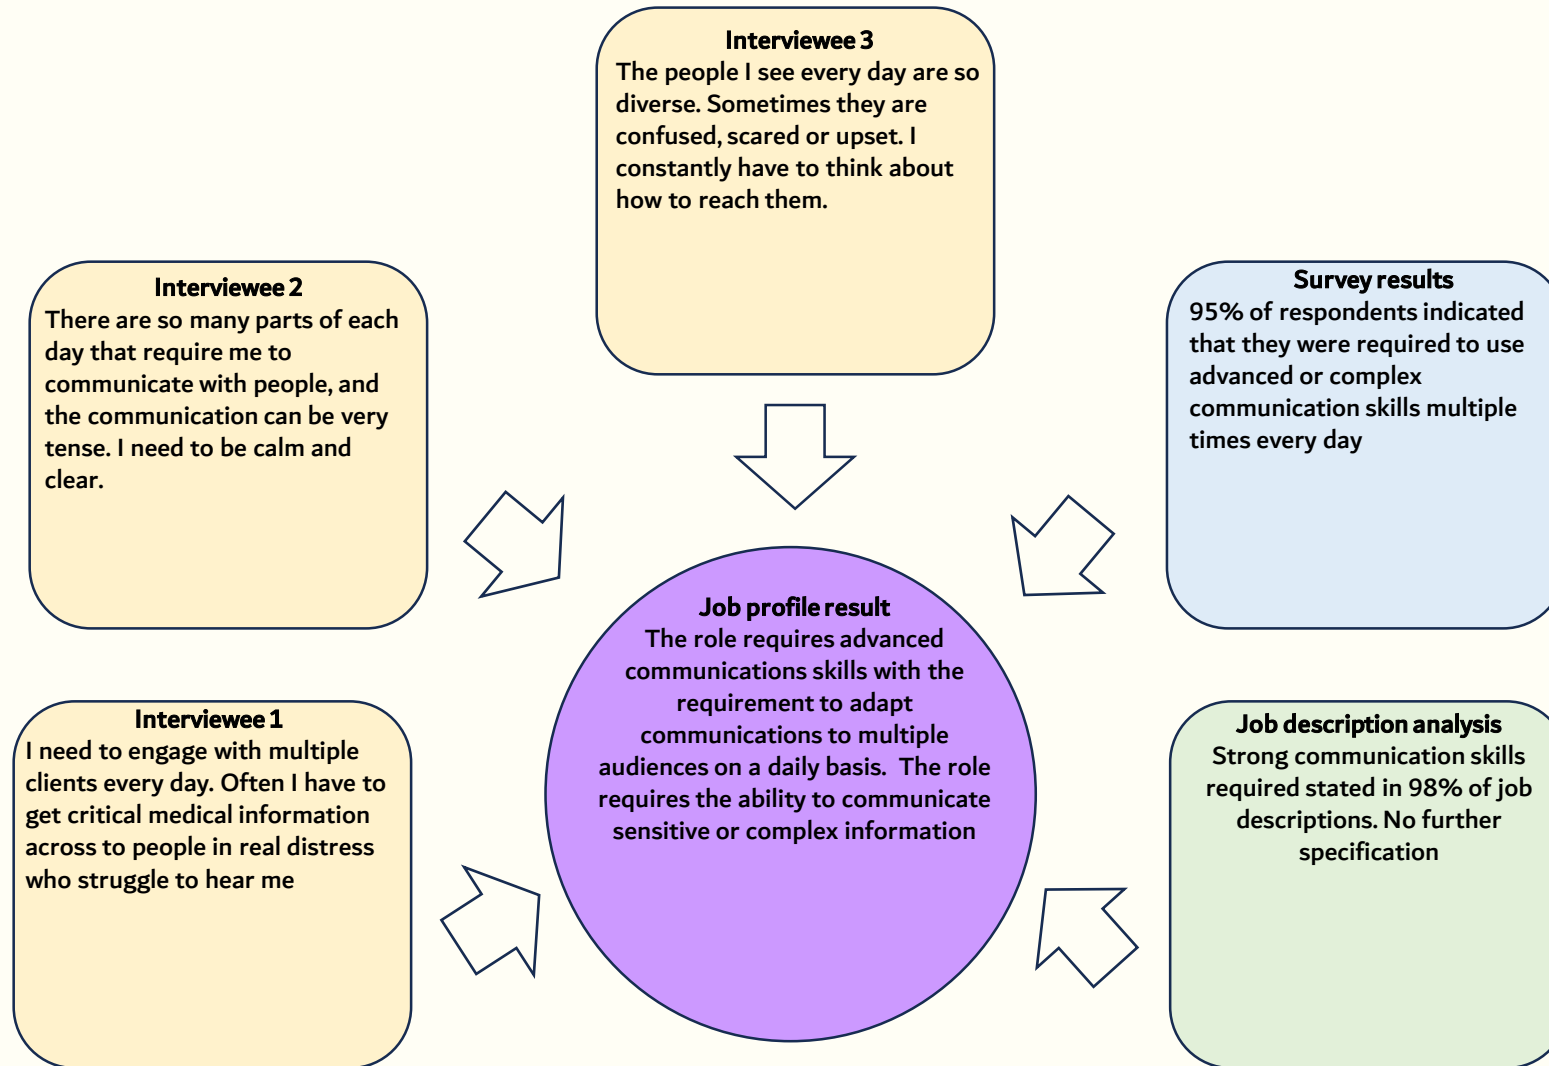 Interviewee 3
The people I see every day are so
diverse. Sometimes they are
confused, scared or upset. I
constantly have to think about
how to reach them.
Interviewee 2
There are so many parts of each
day that require me to
communicate with people, and
the communication can be very
tense. I need to be calm and
clear.
Survey results
95% of respondents indicated
that they were required to use
advanced or complex
communication skills multiple
times every day
Job profile result
The role requires advanced
communications skills with the
requirement to adapt
communications to multiple
audiences on a daily basis.  The role
requires the ability to communicate
sensitive or complex information
Interviewee 1
I need to engage with multiple
clients every day. Often I have to
get critical medical information
across to people in real distress
who struggle to hear me
Job description analysis
Strong communication skills
required stated in 98% of job
descriptions. No further
specification